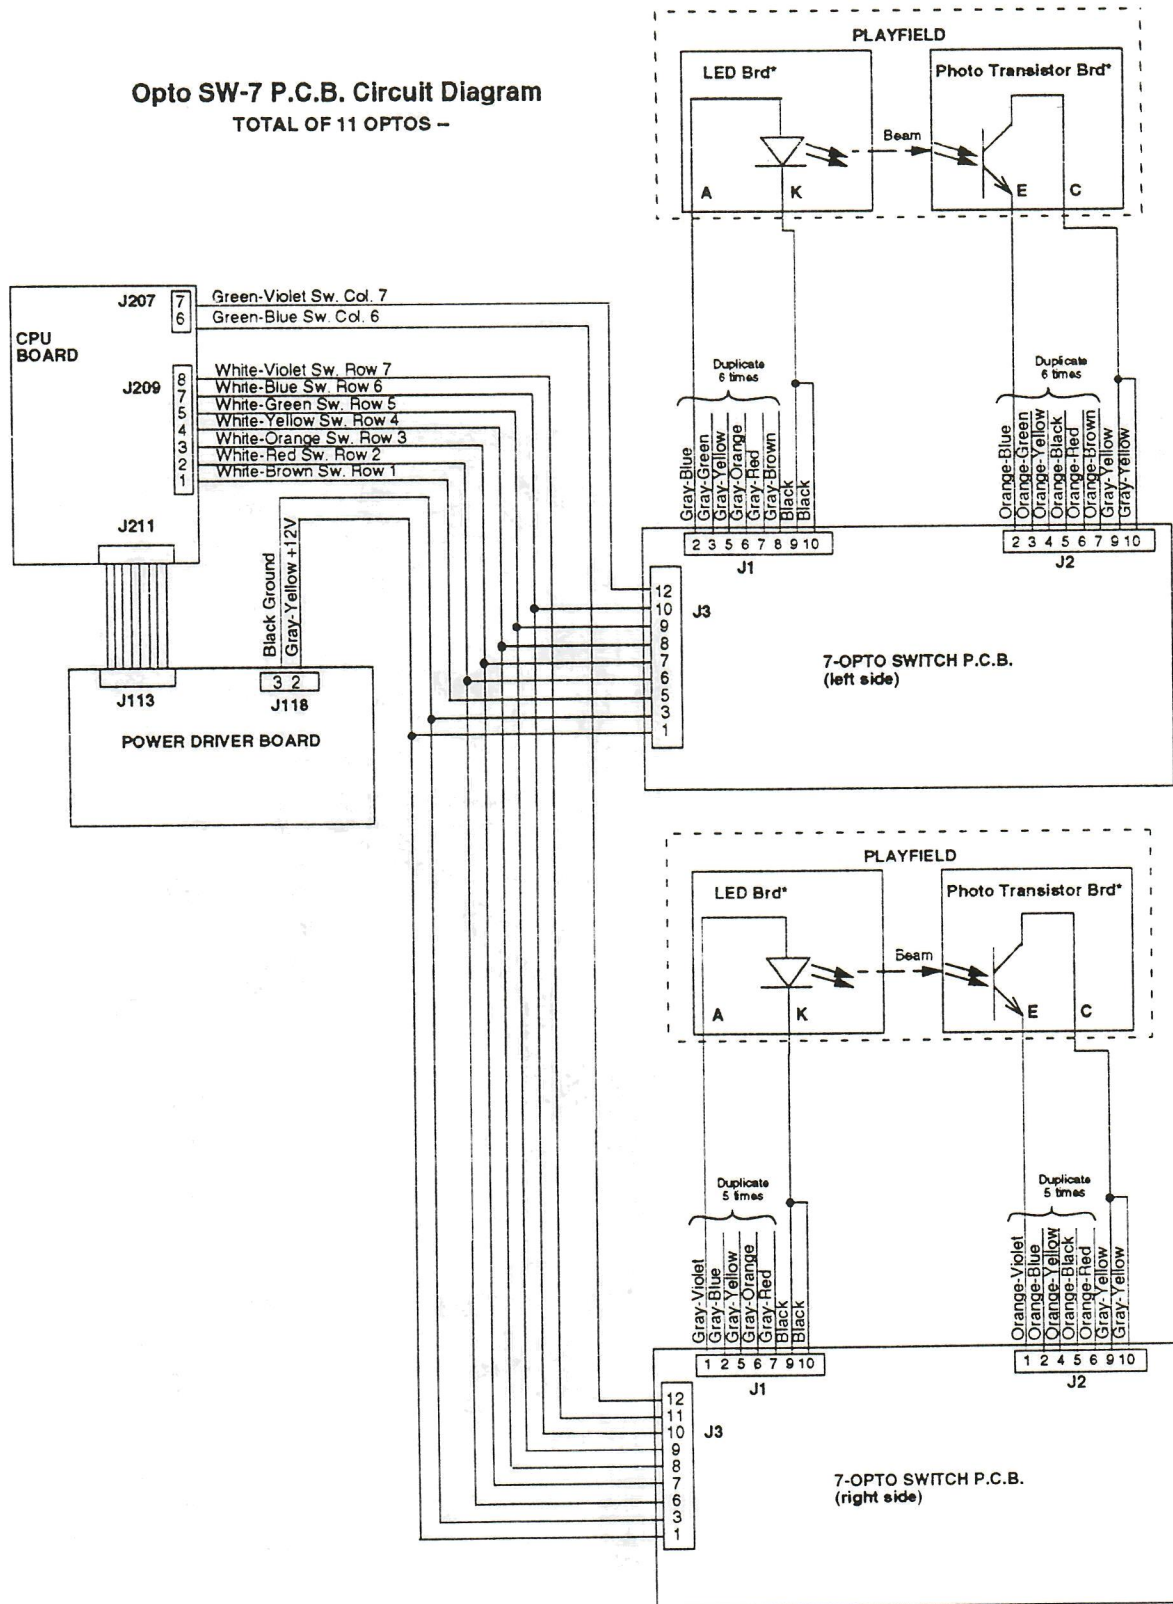 Opto SW-7 P.C.B. Circuit Diagram
TOTAL OF 11 OPTOS –
PLAYFIELD
LED Brd*
Photo Transistor Brd*
Beam
A
K
E
C
CPU
BOARD
J207
7
6
Green-Violet Sw. Col. 7
Green-Blue Sw. Col. 6
J209
8
7
5
4
3
2
1
White-Violet Sw. Row 7
White-Blue Sw. Row 6
White-Green Sw. Row 5
White-Yellow Sw. Row 4
White-Orange Sw. Row 3
White-Red Sw. Row 2
White-Brown Sw. Row 1
J211
Black Ground
Gray-Yellow +12V
J113
3 2
J118
POWER DRIVER BOARD
Duplicate
6 times
Gray-Blue
Gray-Green
Gray-Yellow
Gray-Orange
Gray-Red
Gray-Brown
Black
Black
2 3 5 6 7 8 9 10
J1
Duplicate
6 times
Orange-Blue
Orange-Green
Orange-Yellow
Orange-Black
Orange-Red
Orange-Brown
Gray-Yellow
Gray-Yellow
2 3 4 5 6 7 9 10
J2
12
10
9
8
7
6
5
3
1
J3
7-OPTO SWITCH P.C.B.
(left side)
PLAYFIELD
LED Brd*
Photo Transistor Brd*
Beam
A
K
E
C
Duplicate
5 times
Gray-Violet
Gray-Blue
Gray-Yellow
Gray-Orange
Gray-Red
Black
Black
1 2 5 6 7 9 10
J1
Duplicate
5 times
Orange-Violet
Orange-Blue
Orange-Yellow
Orange-Black
Orange-Red
Gray-Yellow
Gray-Yellow
1 2 4 5 6 9 10
J2
12
11
10
9
8
7
6
3
1
J3
7-OPTO SWITCH P.C.B.
(right side)